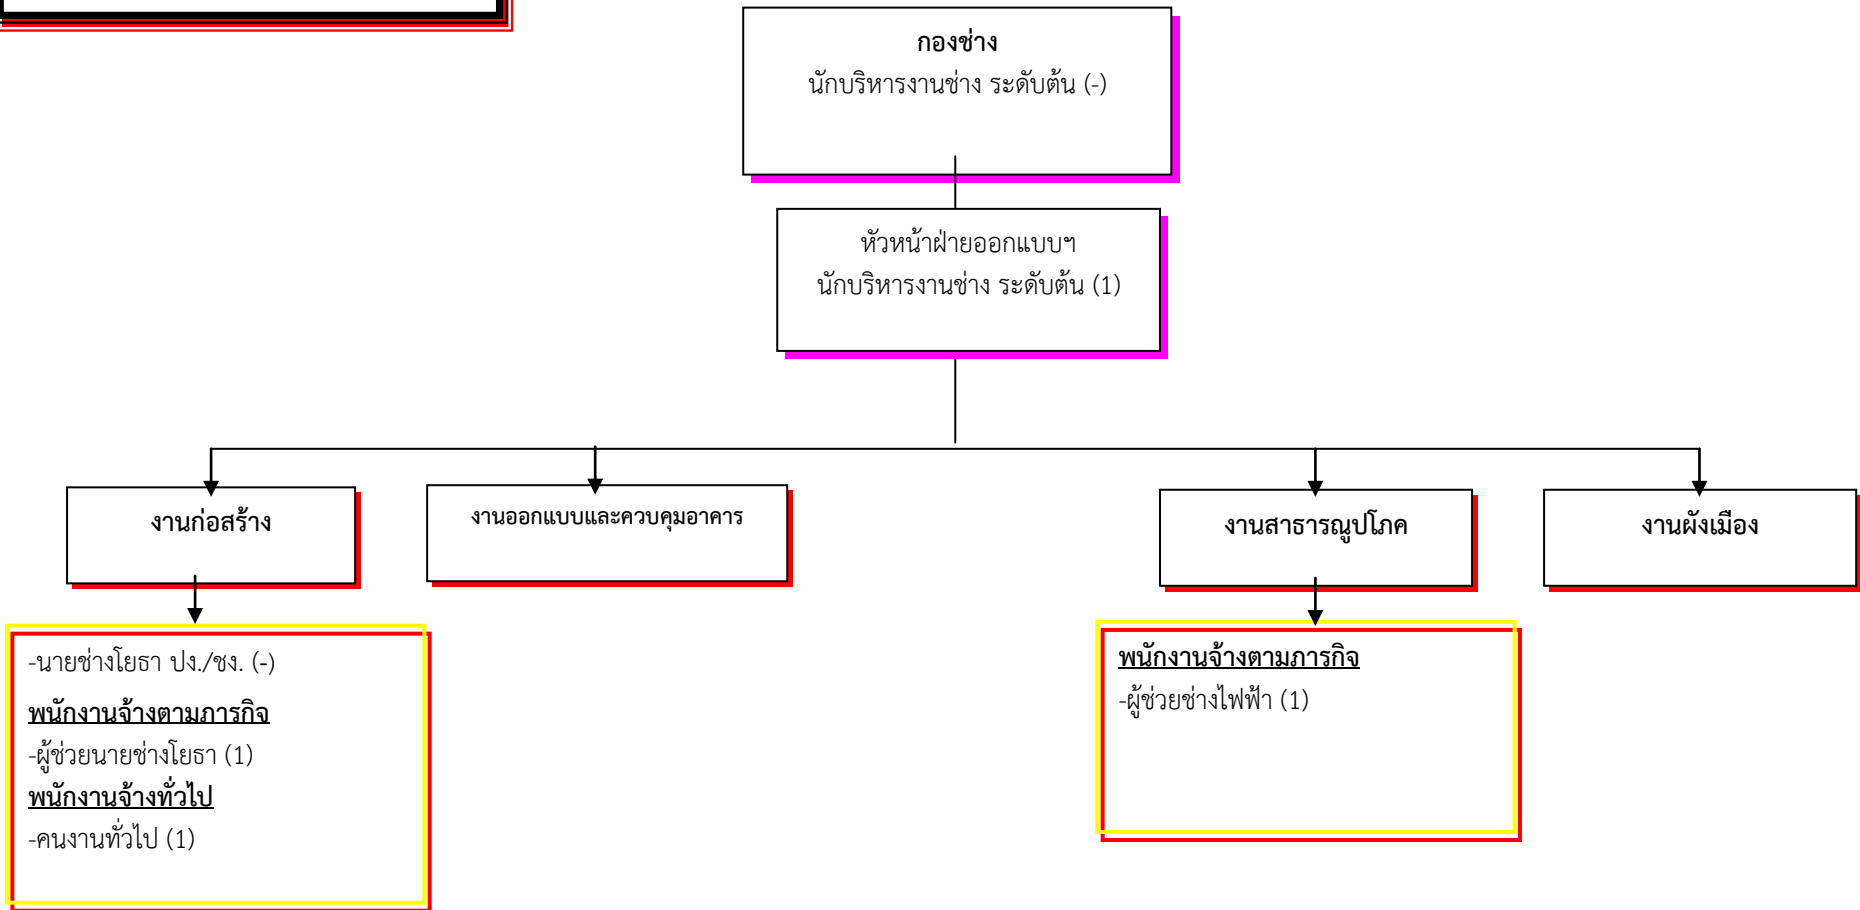 กองช่าง
นักบริหารงานช่าง ระดับต้น (-)
หัวหน้าฝ่ายออกแบบฯ
นักบริหารงานช่าง ระดับต้น (1)
งานก่อสร้าง
งานออกแบบและควบคุมอาคาร
งานสาธารณูปโภค
งานผังเมือง
-นายช่างโยธา ปง./ชง. (-)
พนักงานจ้างตามภารกิจ
-ผู้ช่วยนายช่างโยธา (1)
พนักงานจ้างทั่วไป
-คนงานทั่วไป (1)
พนักงานจ้างตามภารกิจ
-ผู้ช่วยช่างไฟฟ้า (1)